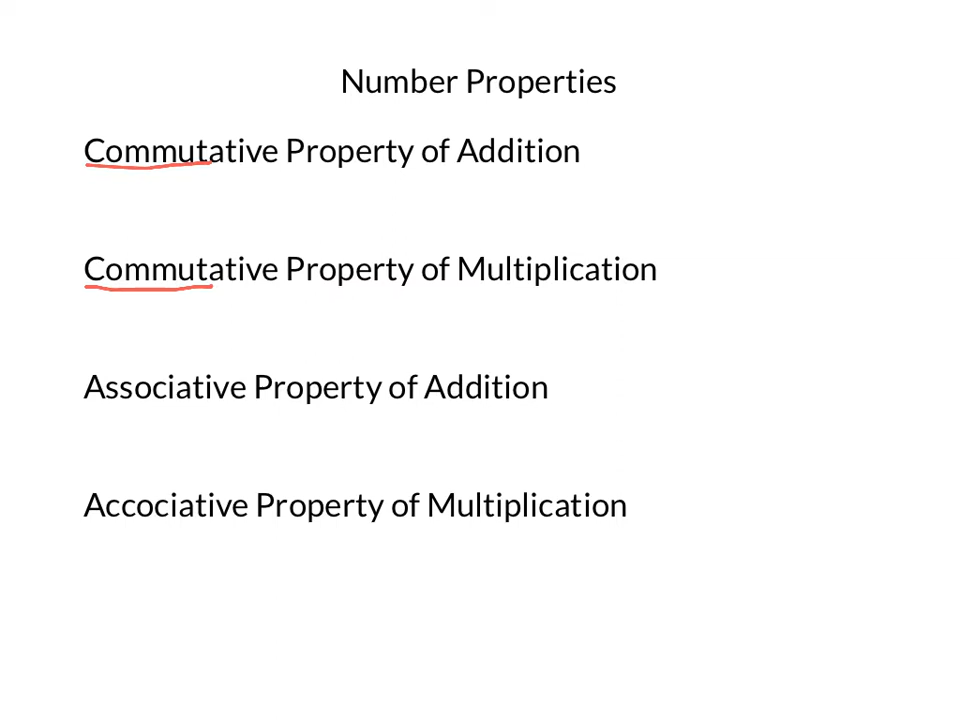 Number Properties
Commutative Property of Addition
Commutative Property of Multiplication
Associative Property of Addition
Accociative Property of Multiplication